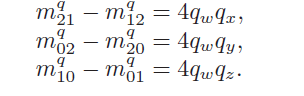 m^q_{21} − m^q_{12} = 4q_w q_x,
m^q_{02} − m^q_{20} = 4q_w q_y,
m^q_{10} − m^q_{01} = 4q_w q_z.